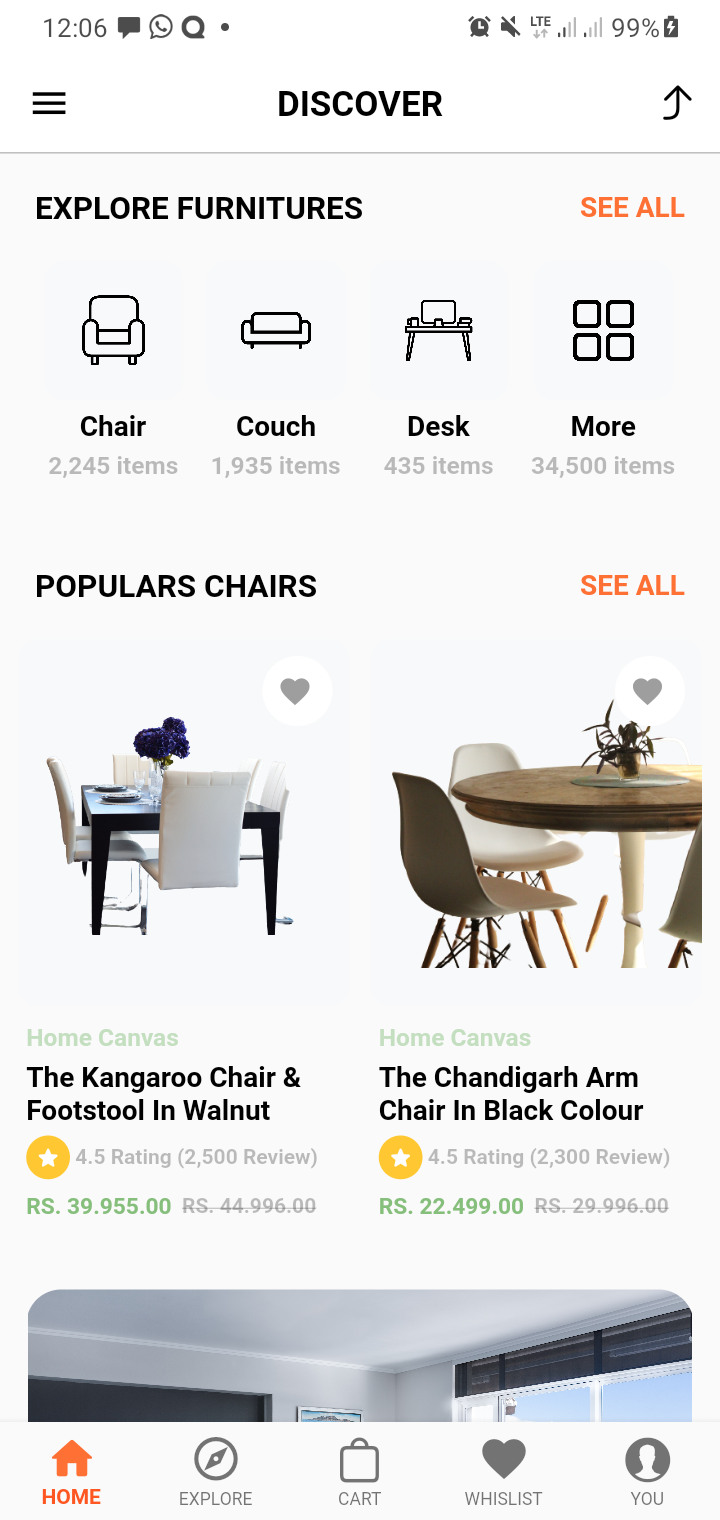 12:06
LTE
99%
DISCOVER
EXPLORE FURNITURES SEE ALL
Chair Couch Desk More
2,245 items 1,935 items 435 items 34,500 items
POPULARS CHAIRS SEE ALL
Home Canvas
The Kangaroo Chair &
Footstool In Walnut
4.5 Rating (2,500 Review)
RS. 39.955.00 RS. 44.996.00
Home Canvas
The Chandigarh Arm
Chair In Black Colour
4.5 Rating (2,300 Review)
RS. 22.499.00 RS. 29.996.00
HOME EXPLORE CART WHISLIST YOU